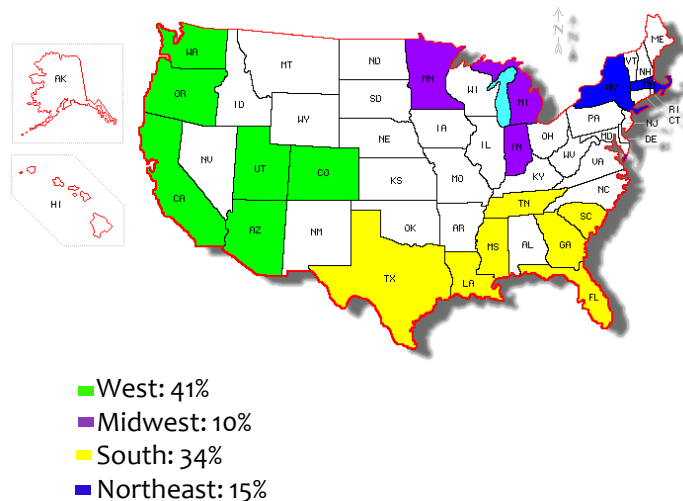 N
WA
MT
ND
MN
ME
VT
NH
AK
OR
ID
SD
WI
MI
NY
WY
IA
PA
RI
CT
NJ
DE
MD
NE
NV
UT
CO
IL
IN
OH
WV
VA
KS
MO
KY
NC
CA
HI
AZ
NM
OK
AR
TN
SC
MS
AL
GA
TX
LA
FL
West: 41%
Midwest: 10%
South: 34%
Northeast: 15%